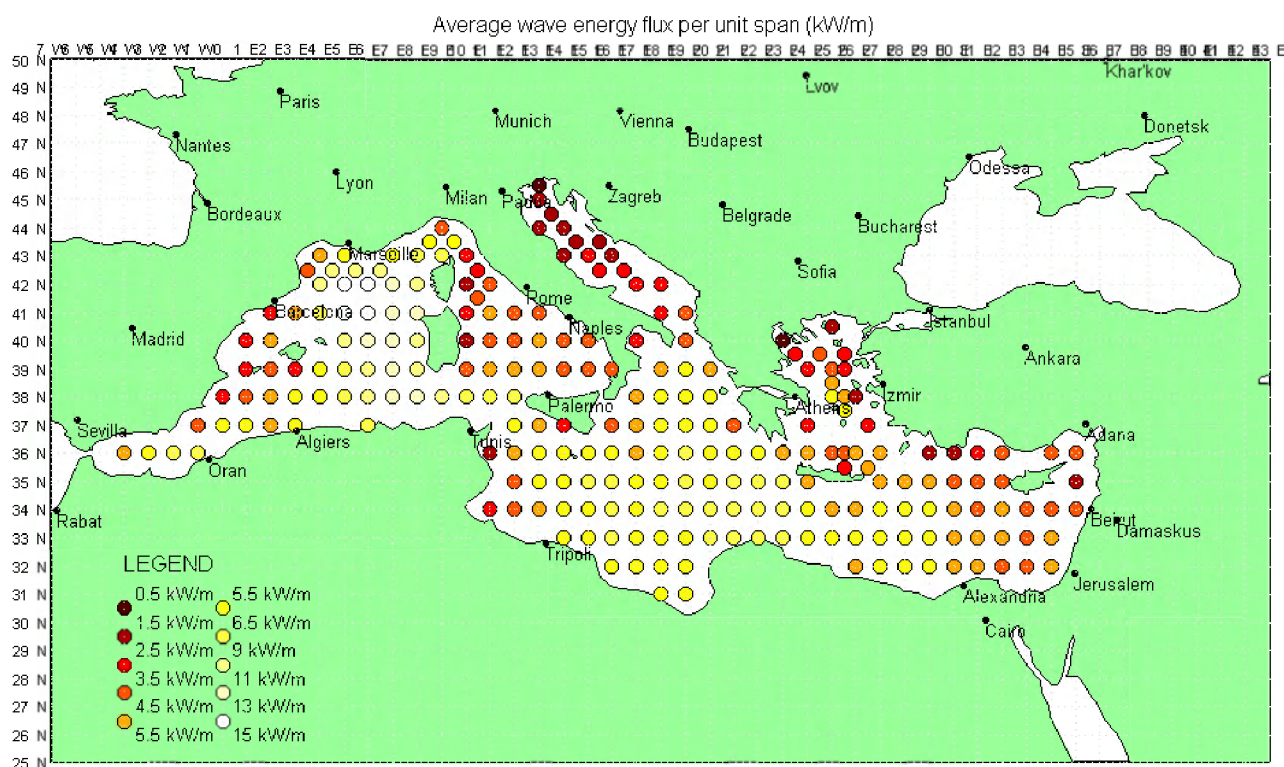 Average wave energy flux per unit span (kW/m)
50 N
Khar'kov
Lvov
49 N
Paris
48 N
Munich
Vienna
Donetsk
Nantes
47 N
Budapest
46 N
Lyon
Milan
Padua
Zagreb
Odessa
45 N
Bordeaux
Belgrade
44 N
Bucharest
43 N
Marseille
Sofia
42 N
Rome
41 N
Barcelona
Naples
Istanbul
40 N
Madrid
Ankara
39 N
38 N
Palermo
Athens
Izmir
37 N
Sevilla
Algiers
Tunis
Adana
36 N
Oran
35 N
34 N
Rabat
Beirut
Damaskus
33 N
Tripoli
32 N
LEGEND
Jerusalem
31 N
0.5 kW/m 5.5 kW/m
Alexandria
30 N
1.5 kW/m 6.5 kW/m
Cairo
29 N
2.5 kW/m 9 kW/m
28 N
3.5 kW/m 11 kW/m
27 N
4.5 kW/m 13 kW/m
26 N
5.5 kW/m 15 kW/m
25 N